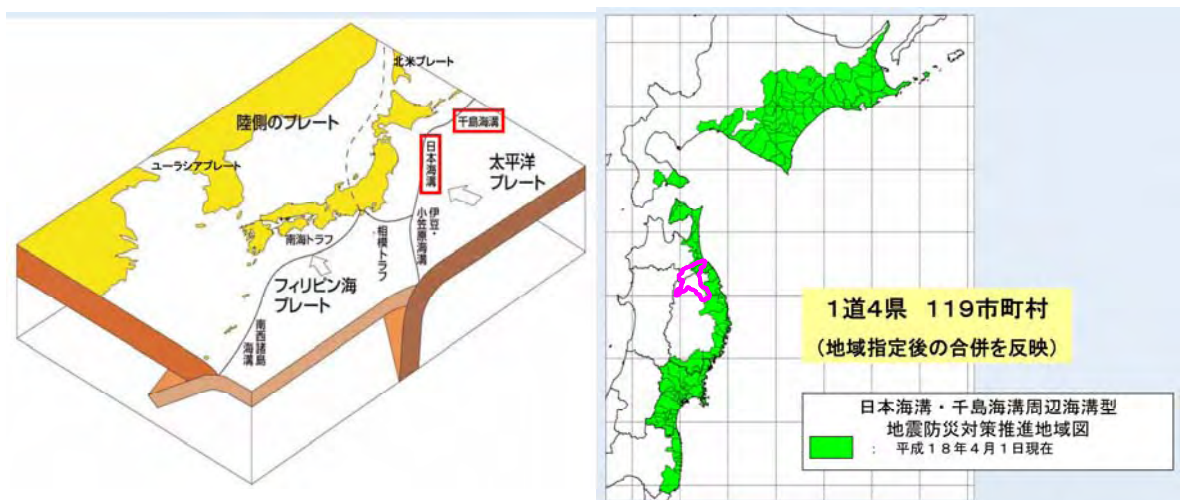 北米プレート
陸側のプレート
千島海溝
日本海溝
ユーラシアプレート
太平洋
プレート
伊豆・
小笠原海溝
南海トラフ
相模トラフ
フィリピン海
プレート
南西諸島
海溝
1道4県 119市町村
(地域指定後の合併を反映)
日本海溝・千島海溝周辺海溝型
地震防災対策推進地域図
: 平成18年4月1日現在